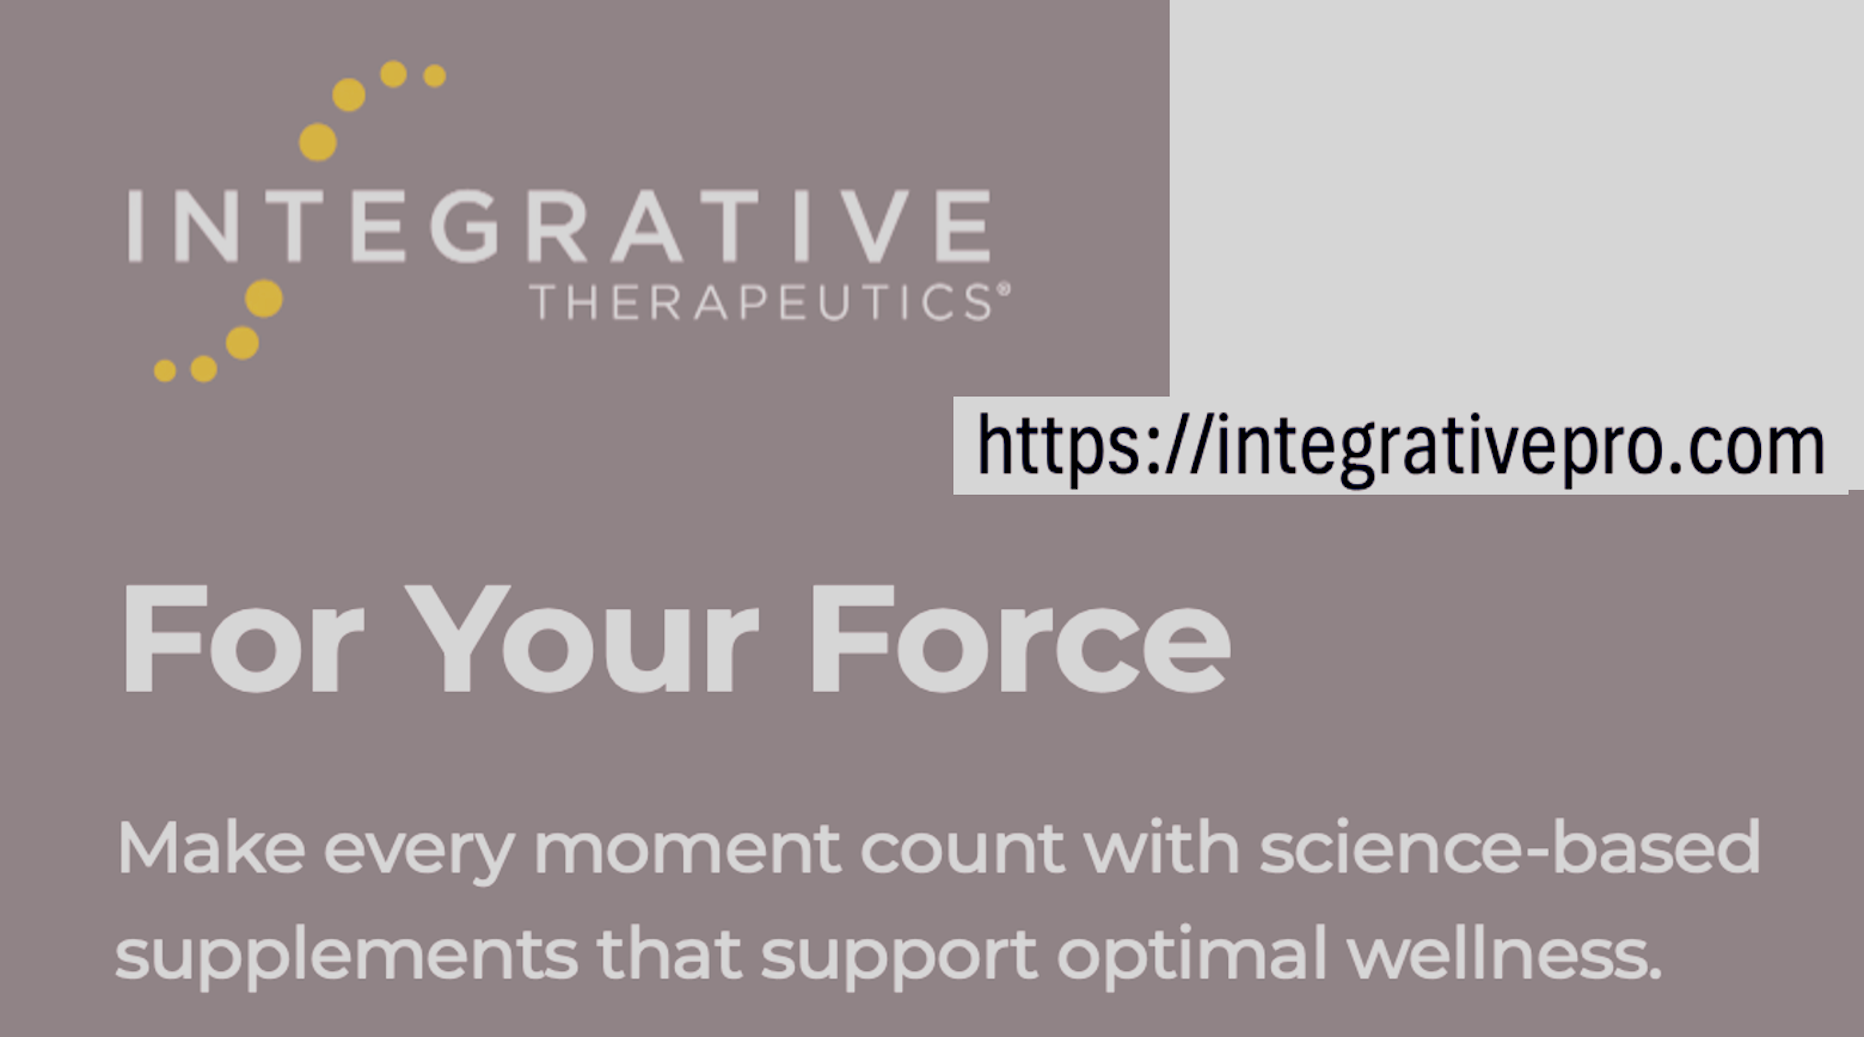 INTEGRATIVE
THERAPEUTICS®
https://integrativepro.com
For Your Force
Make every moment count with science-based
supplements that support optimal wellness.